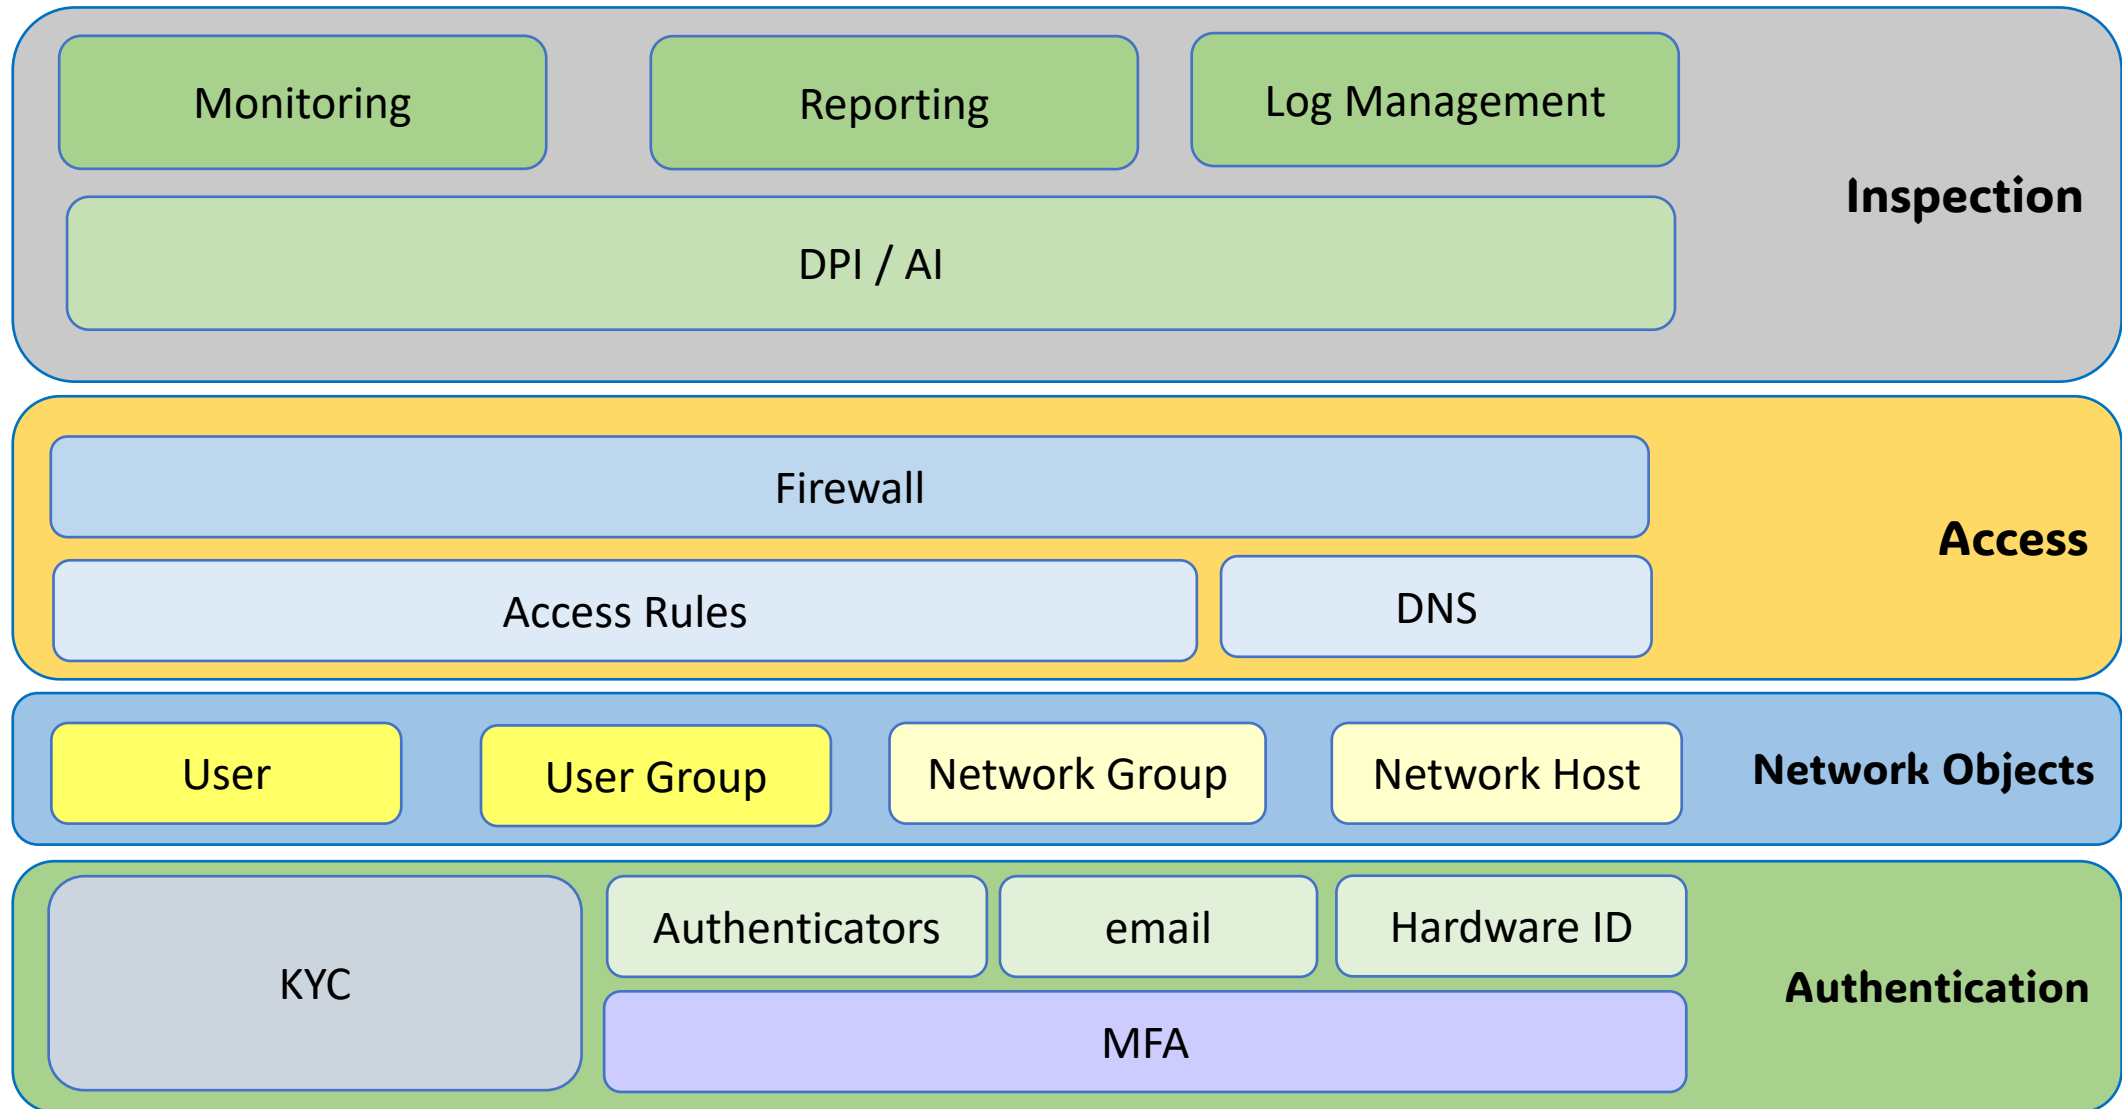 Monitoring
Reporting
Log Management
Inspection
DPI / AI
Firewall
Access
Access Rules
DNS
User
User Group
Network Group
Network Host
Network Objects
Authenticators
email
Hardware ID
KYC
Authentication
MFA